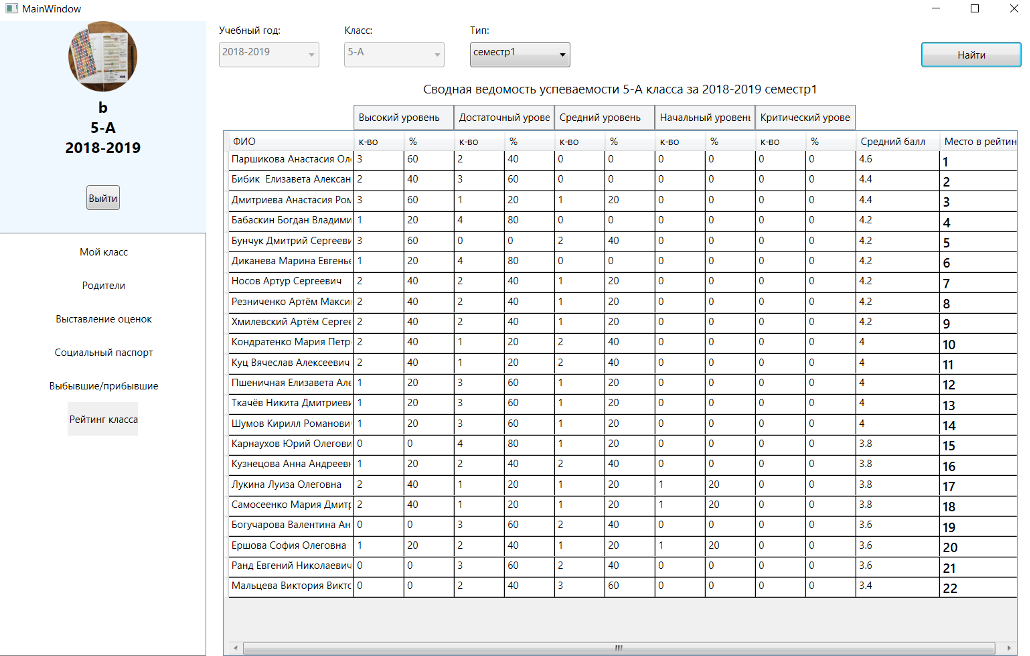 MainWindow
b
5-А
2018-2019
Выйти
Мой класс
Родители
Выставление оценок
Социальный паспорт
Выбывшие/прибывшие
Рейтинг класса
Учебный год: Класс: Тип:
2018-2019 5-А семестр1 Найти
Сводная ведомость успеваемости 5-А класса за 2018-2019 семестр1
Высокий уровень Достаточный урове Средний уровень Начальный уровень Критический урове
ФИО к-во % к-во % к-во % к-во % к-во % Средний балл Место в рейтин
Паршикова Анастасия Оле 3 60 2 40 0 0 0 0 0 0 4.6 1
Бибик Елизавета Алексан 2 40 3 60 0 0 0 0 0 0 4.4 2
Дмитриева Анастасия Ром 3 60 1 20 1 20 0 0 0 0 4.4 3
Бабаскин Богдан Владими 1 20 4 80 0 0 0 0 0 0 4.2 4
Бунчук Дмитрий Сергееви 3 60 0 0 2 40 0 0 0 0 4.2 5
Диканева Марина Евгенье 1 20 4 80 0 0 0 0 0 0 4.2 6
Носов Артур Сергеевич 2 40 2 40 1 20 0 0 0 0 4.2 7
Резниченко Артём Макси 2 40 2 40 1 20 0 0 0 0 4.2 8
Хмилевский Артём Сергее 2 40 2 40 1 20 0 0 0 0 4.2 9
Кондратенко Мария Петр 2 40 1 20 2 40 0 0 0 0 4 10
Куц Вячеслав Алексеевич 2 40 1 20 2 40 0 0 0 0 4 11
Пшеничная Елизавета Але 1 20 3 60 1 20 0 0 0 0 4 12
Ткачёв Никита Дмитриеви 1 20 3 60 1 20 0 0 0 0 4 13
Шумов Кирилл Романови 1 20 3 60 1 20 0 0 0 0 4 14
Карнаухов Юрий Олегови 0 0 4 80 1 20 0 0 0 0 3.8 15
Кузнецова Анна Андреевн 1 20 2 40 2 40 0 0 0 0 3.8 16
Лукина Луиза Олеговна 2 40 1 20 1 20 1 20 0 0 3.8 17
Самосеенко Мария Дмитр 2 40 1 20 1 20 1 20 0 0 3.8 18
Богучарова Валентина Ан 0 0 3 60 2 40 0 0 0 0 3.6 19
Ершова София Олеговна 1 20 2 40 1 20 1 20 0 0 3.6 20
Ранд Евгений Николаевич 0 0 3 60 2 40 0 0 0 0 3.6 21
Мальцева Виктория Викто 0 0 2 40 3 60 0 0 0 0 3.4 22